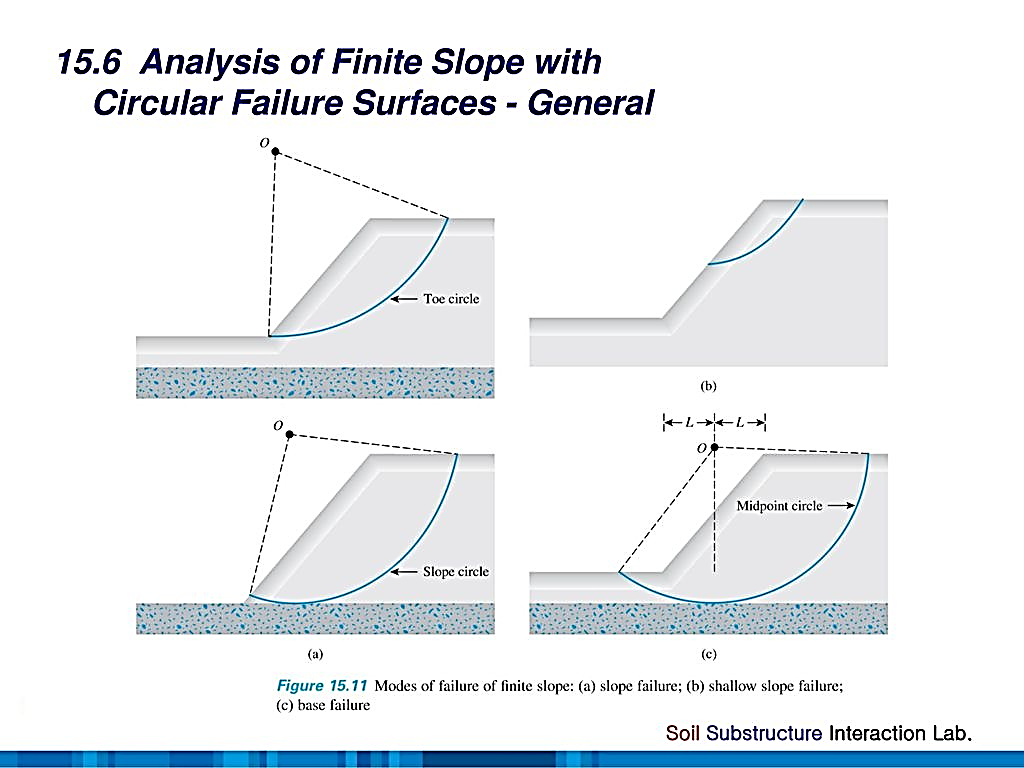 15.6 Analysis of Finite Slope with
Circular Failure Surfaces - General
O
Toe circle
(b)
O
Slope circle
(a)
L L
O
Midpoint circle
(c)
Figure 15.11 Modes of failure of finite slope: (a) slope failure; (b) shallow slope failure;
(c) base failure
Soil Substructure Interaction Lab.